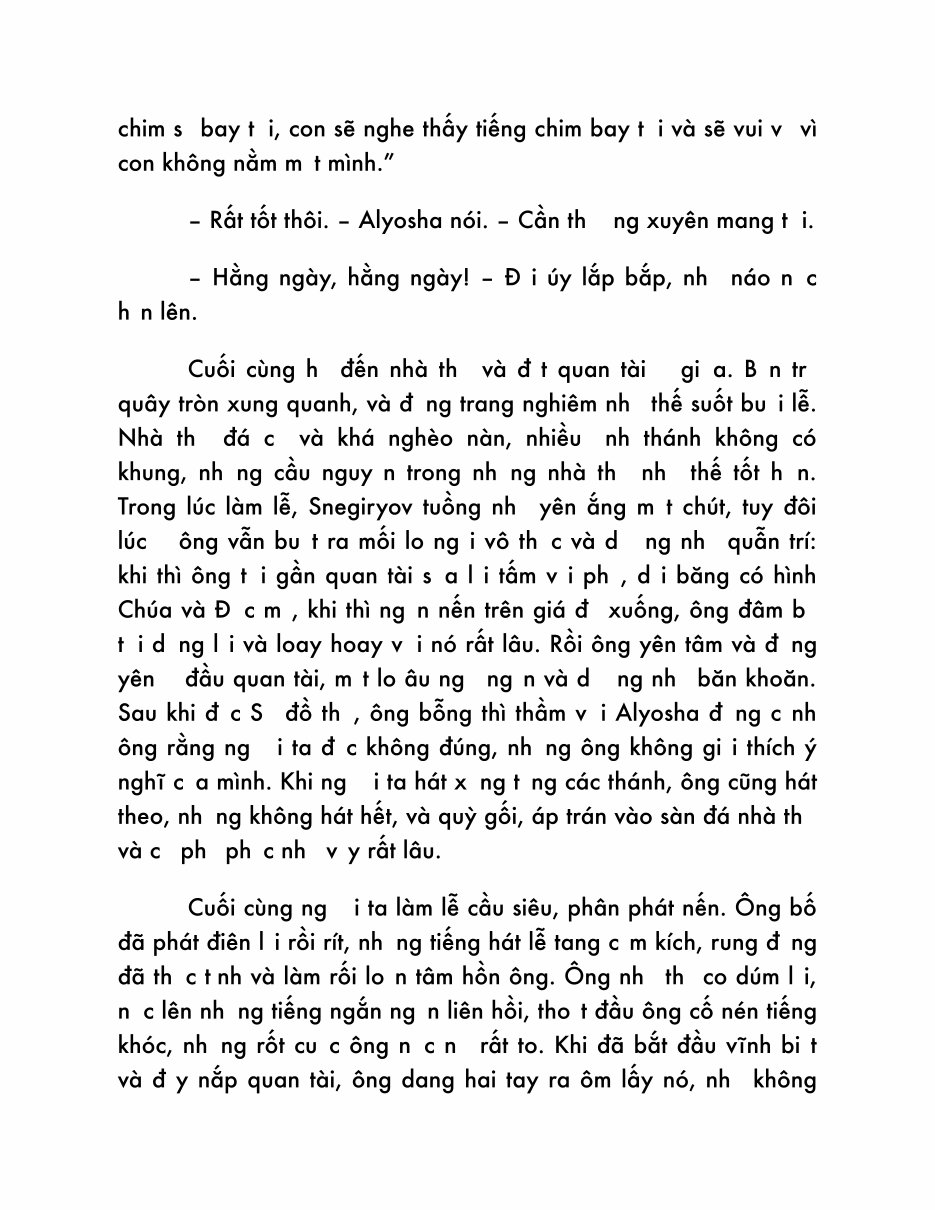 chim s bay t i, con sẽ nghe thấy tiếng chim bay t i và sẽ vui v vì
con không nằm m t mình.”
– Rất tốt thôi. – Alyosha nói. – Cần th ng xuyên mang t i.
– Hằng ngày, hằng ngày! – Đ i úy lắp bắp, nh náo n c
h n lên.
Cuối cùng h đến nhà th và đ t quan tài gi a. B n tr
quây tròn xung quanh, và đ ng trang nghiêm nh thế suốt bu i lễ.
Nhà th đá c và khá nghèo nàn, nhiều nh thánh không có
khung, nh ng cầu nguy n trong nh ng nhà th nh thế tốt h n.
Trong lúc làm lễ, Snegiryov tuồng nh yên ắng m t chút, tuy đôi
lúc ông vẫn bu t ra mối lo ng i vô th c và d ng nh quẫn trí:
khi thì ông t i gần quan tài s a l i tấm v i ph , d i băng có hình
Chúa và Đ c m , khi thì ng n nến trên giá đ xuống, ông đâm b
t i d ng l i và loay hoay v i nó rất lâu. Rồi ông yên tâm và đ ng
yên đầu quan tài, m t lo âu ng ng n và d ng nh băn khoăn.
Sau khi đ c S đồ th , ông bỗng thì thầm v i Alyosha đ ng c nh
ông rằng ng i ta đ c không đúng, nh ng ông không gi i thích ý
nghĩ c a mình. Khi ng i ta hát x ng t ng các thánh, ông cũng hát
theo, nh ng không hát hết, và quỳ gối, áp trán vào sàn đá nhà th
và c ph ph c nh v y rất lâu.
Cuối cùng ng i ta làm lễ cầu siêu, phân phát nến. Ông bố
đã phát điên l i rồi rít, nh ng tiếng hát lễ tang c m kích, rung đ ng
đã th c t nh và làm rối lo n tâm hồn ông. Ông nh th co dúm l i,
n c lên nh ng tiếng ngắn ng n liên hồi, tho t đầu ông cố nén tiếng
khóc, nh ng rốt cu c ông n c n rất to. Khi đã bắt đầu vĩnh bi t
và đ y nắp quan tài, ông dang hai tay ra ôm lấy nó, nh không